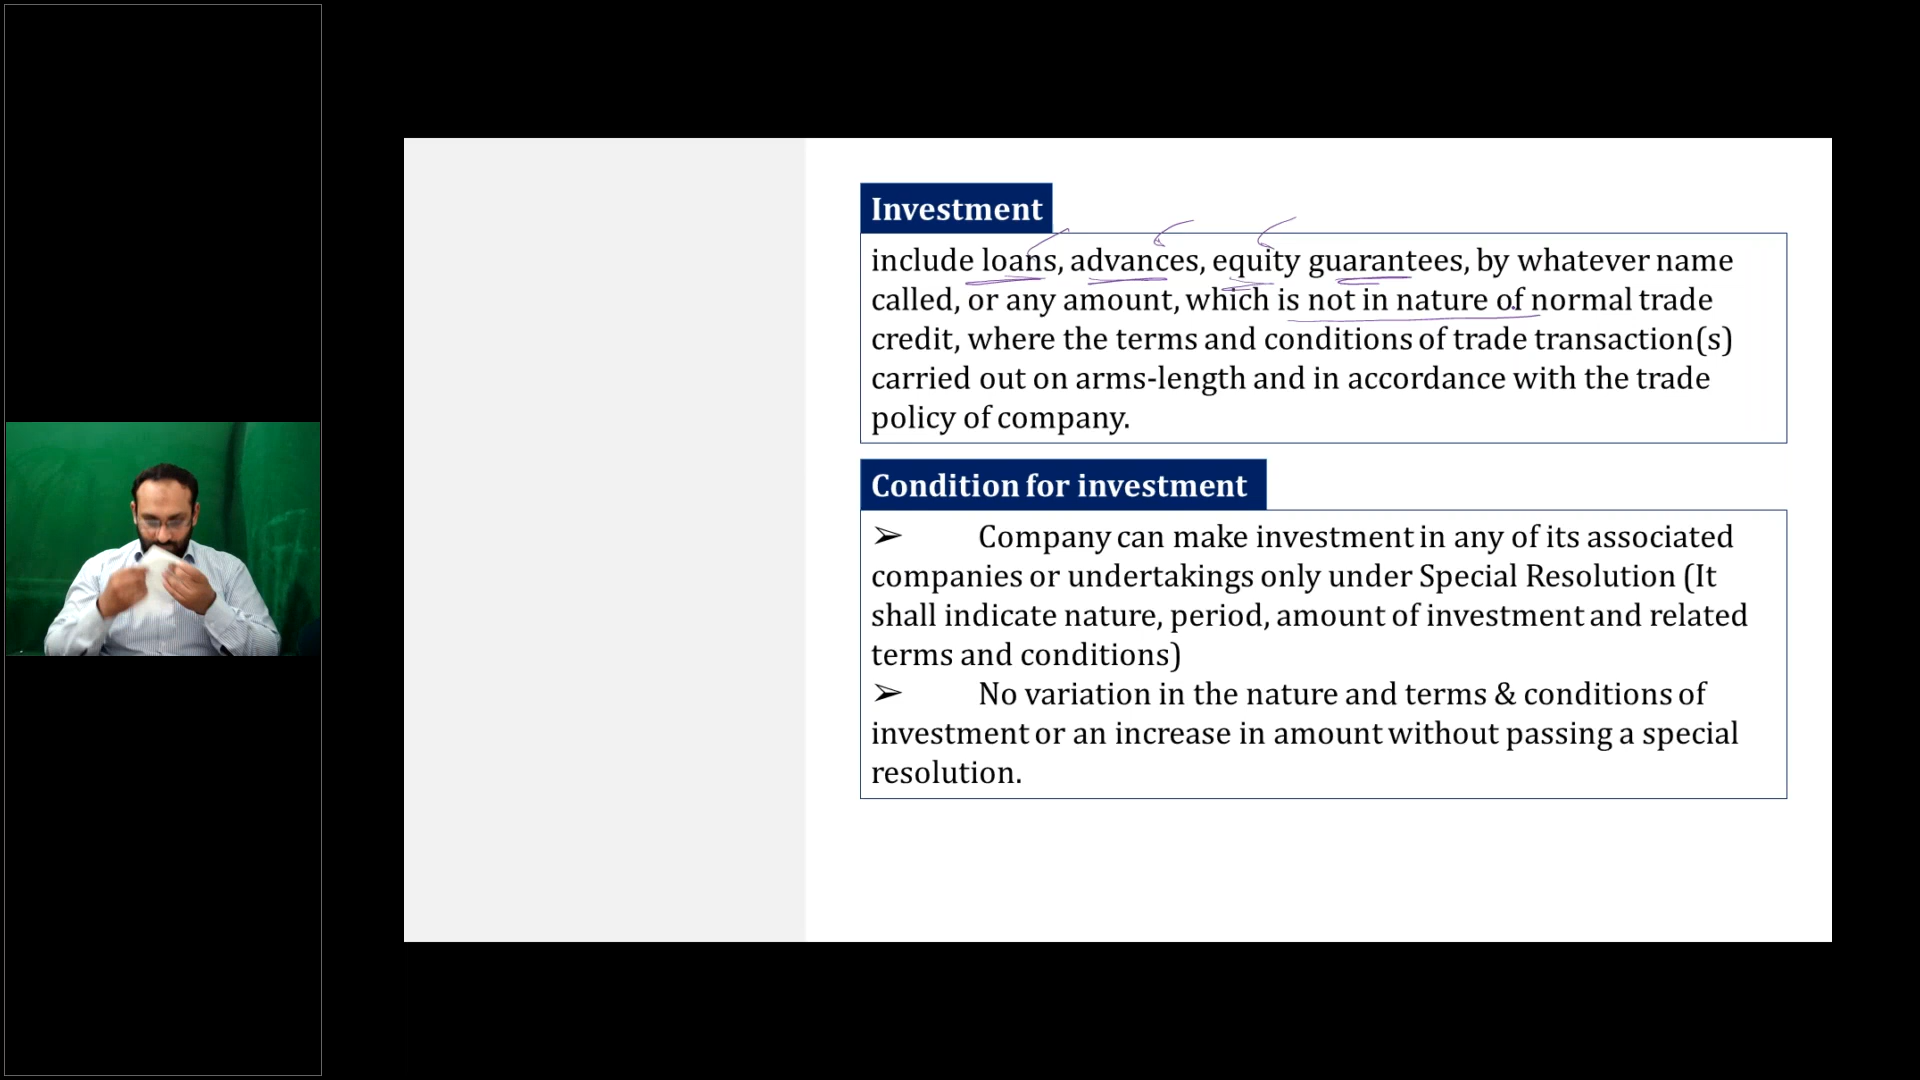 Investment
include loans, advances, equity guarantees, by whatever name
called, or any amount, which is not in nature of normal trade
credit, where the terms and conditions of trade transaction(s)
carried out on arms-length and in accordance with the trade
policy of company.
Condition for investment
➢ Company can make investment in any of its associated
companies or undertakings only under Special Resolution (It
shall indicate nature, period, amount of investment and related
terms and conditions)
➢ No variation in the nature and terms & conditions of
investment or an increase in amount without passing a special
resolution.